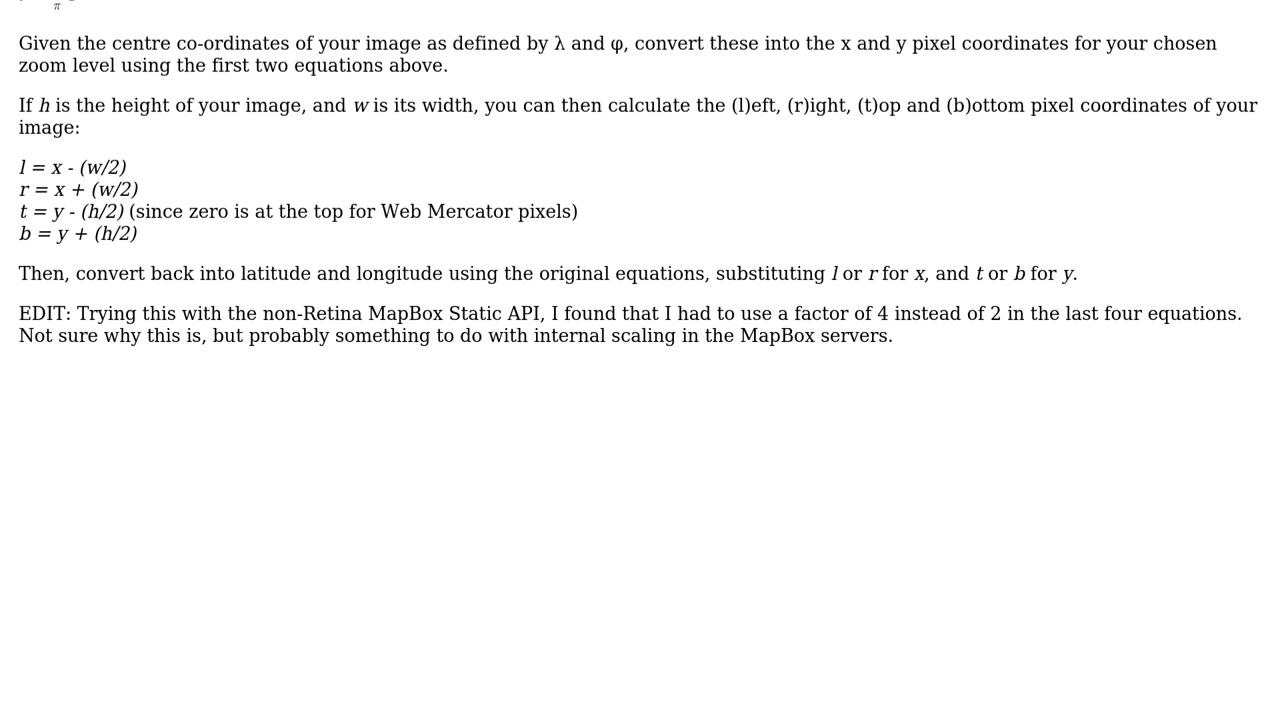 π
Given the centre co-ordinates of your image as defined by λ and φ, convert these into the x and y pixel coordinates for your chosen
zoom level using the first two equations above.
If h is the height of your image, and w is its width, you can then calculate the (l)eft, (r)ight, (t)op and (b)ottom pixel coordinates of your
image:
l = x - (w/2)
r = x + (w/2)
t = y - (h/2) (since zero is at the top for Web Mercator pixels)
b = y + (h/2)
Then, convert back into latitude and longitude using the original equations, substituting l or r for x, and t or b for y.
EDIT: Trying this with the non-Retina MapBox Static API, I found that I had to use a factor of 4 instead of 2 in the last four equations.
Not sure why this is, but probably something to do with internal scaling in the MapBox servers.